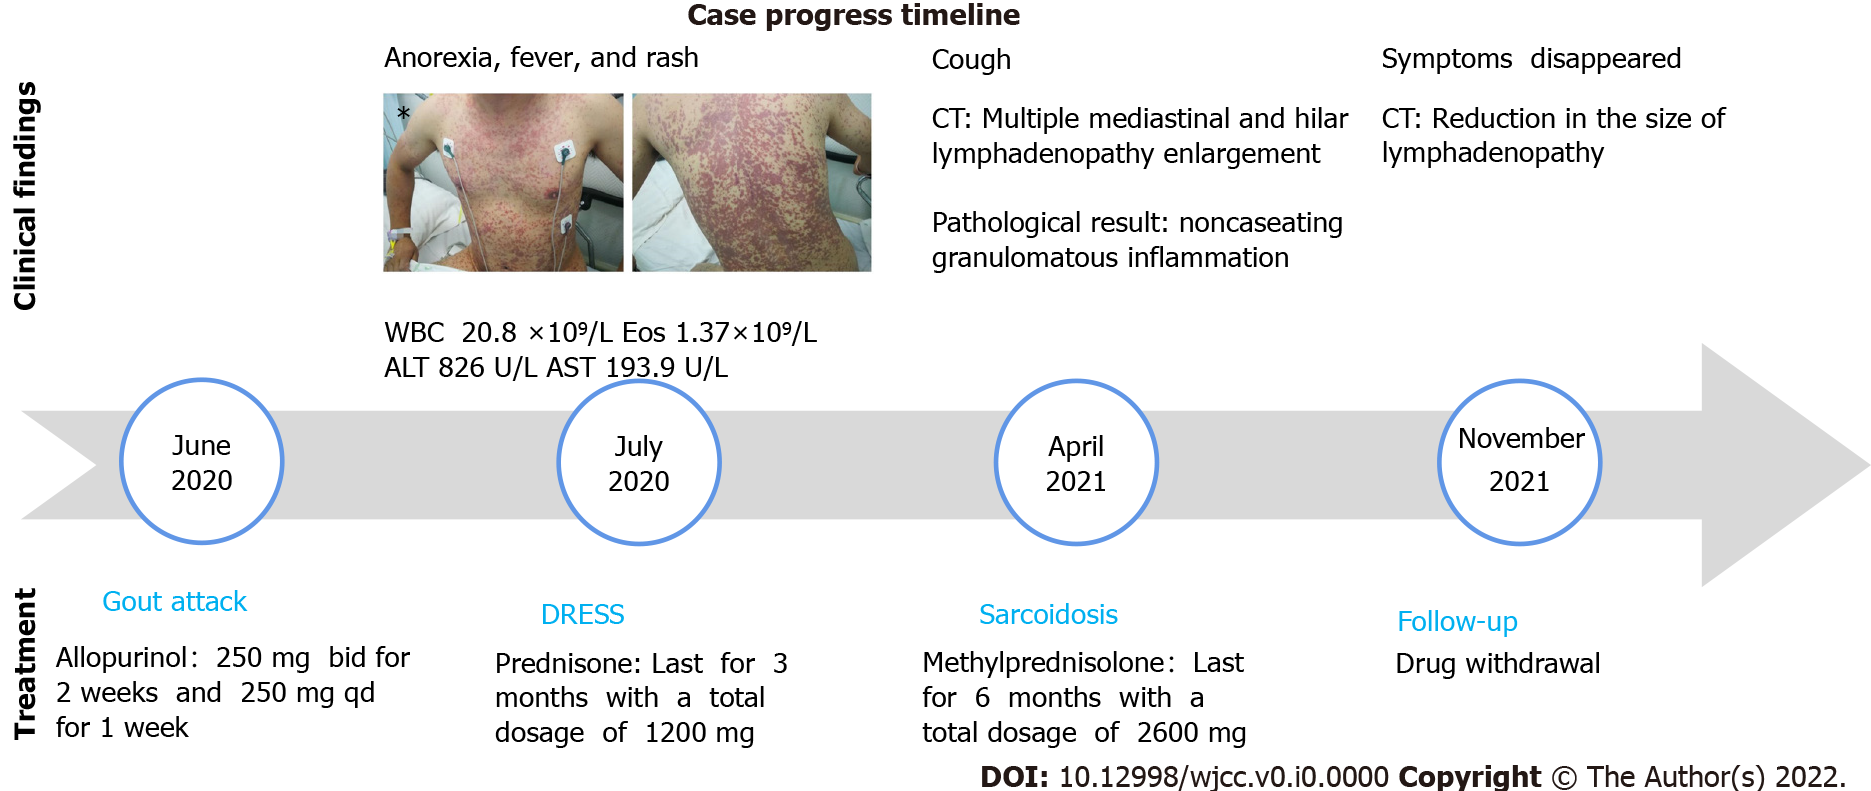 Case progress timeline
Clinical findings
Anorexia, fever, and rash
*
WBC 20.8 ×10⁹/L Eos 1.37×10⁹/L
ALT 826 U/L AST 193.9 U/L
Cough
CT: Multiple mediastinal and hilar
lymphadenopathy enlargement
Pathological result: noncaseating
granulomatous inflammation
Symptoms disappeared
CT: Reduction in the size of
lymphadenopathy
June
2020
July
2020
April
2021
November
2021
Treatment
Gout attack
Allopurinol: 250 mg bid for
2 weeks and 250 mg qd
for 1 week
DRESS
Prednisone: Last for 3
months with a total
dosage of 1200 mg
Sarcoidosis
Methylprednisolone: Last
for 6 months with a
total dosage of 2600 mg
Follow-up
Drug withdrawal
DOI: 10.12998/wjcc.v0.i0.0000 Copyright © The Author(s) 2022.